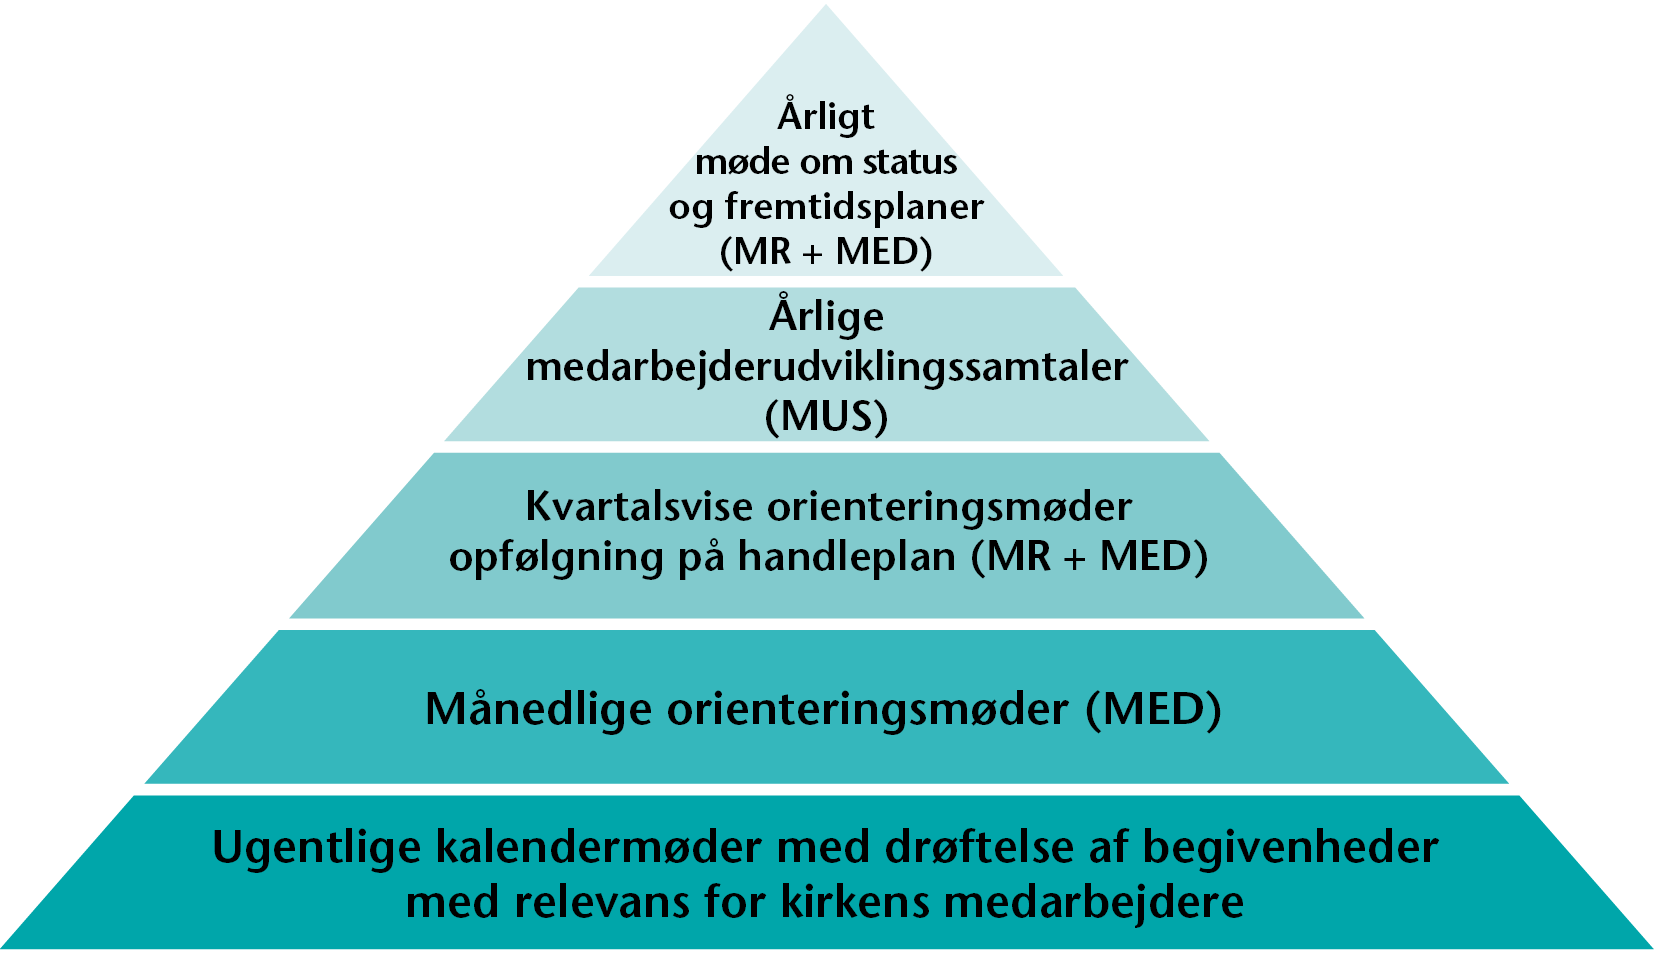 Årligt
møde om status
og fremtidsplaner
(MR + MED)
Årlige
medarbejderudviklingssamtaler
(MUS)
Kvartalsvise orienteringsmøder
opfølgning på handleplan (MR + MED)
Månedlige orienteringsmøder (MED)
Ugentlige kalendermøder med drøftelse af begivenheder
med relevans for kirkens medarbejdere